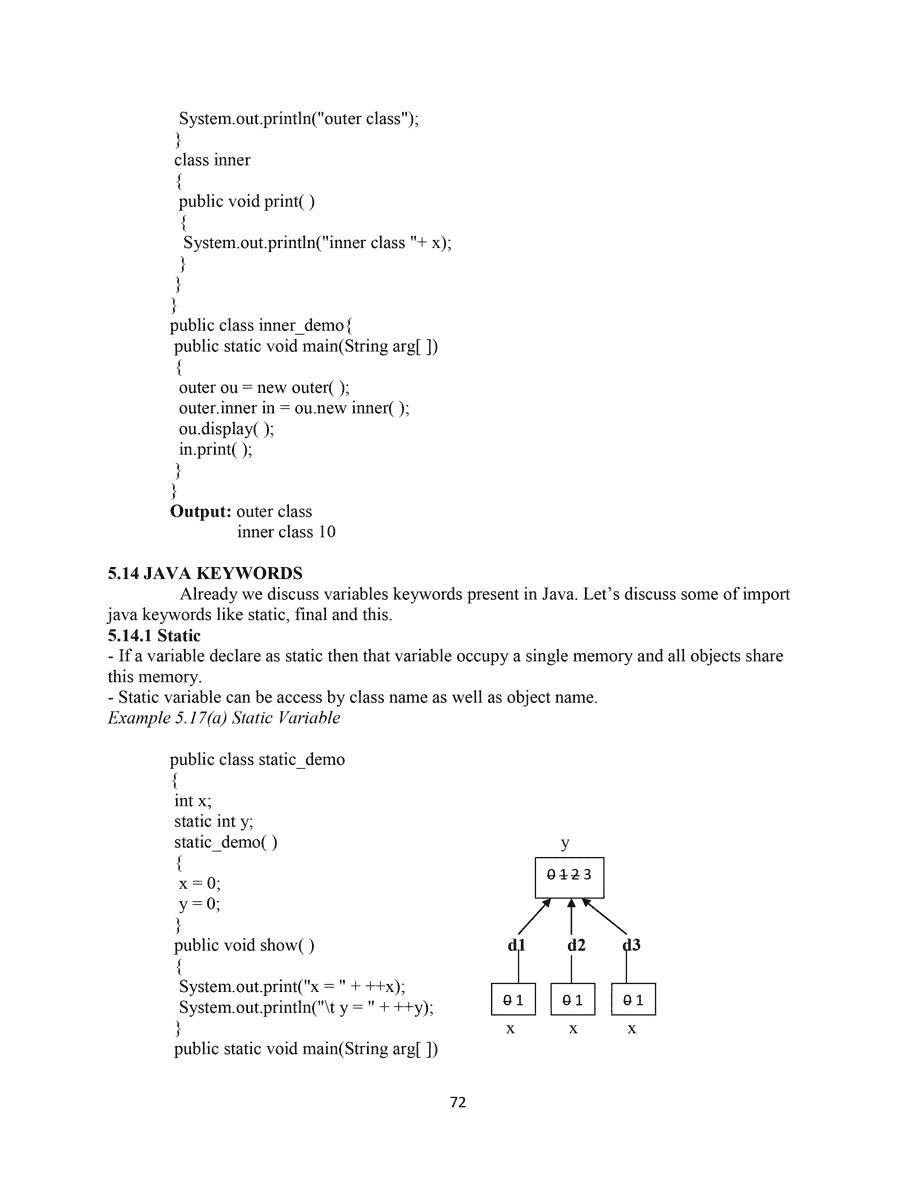 System.out.println("outer class");
}
class inner
{
public void print( )
{
System.out.println("inner class "+ x);
}
}
}
public class inner_demo{
public static void main(String arg[ ])
{
outer ou = new outer( );
outer.inner in = ou.new inner( );
ou.display( );
in.print( );
}
}
Output: outer class
inner class 10
5.14 JAVA KEYWORDS
Already we discuss variables keywords present in Java. Let’s discuss some of import
java keywords like static, final and this.
5.14.1 Static
- If a variable declare as static then that variable occupy a single memory and all objects share
this memory.
- Static variable can be access by class name as well as object name.
Example 5.17(a) Static Variable
public class static_demo
{
int x;
static int y;
static_demo( )
{
x = 0;
y = 0;
}
public void show( )
{
System.out.print("x = " + ++x);
System.out.println("\t y = " + ++y);
}
public static void main(String arg[ ])
y
0 1 2 3
d1 d2 d3
0 1 0 1 0 1
x x x
72